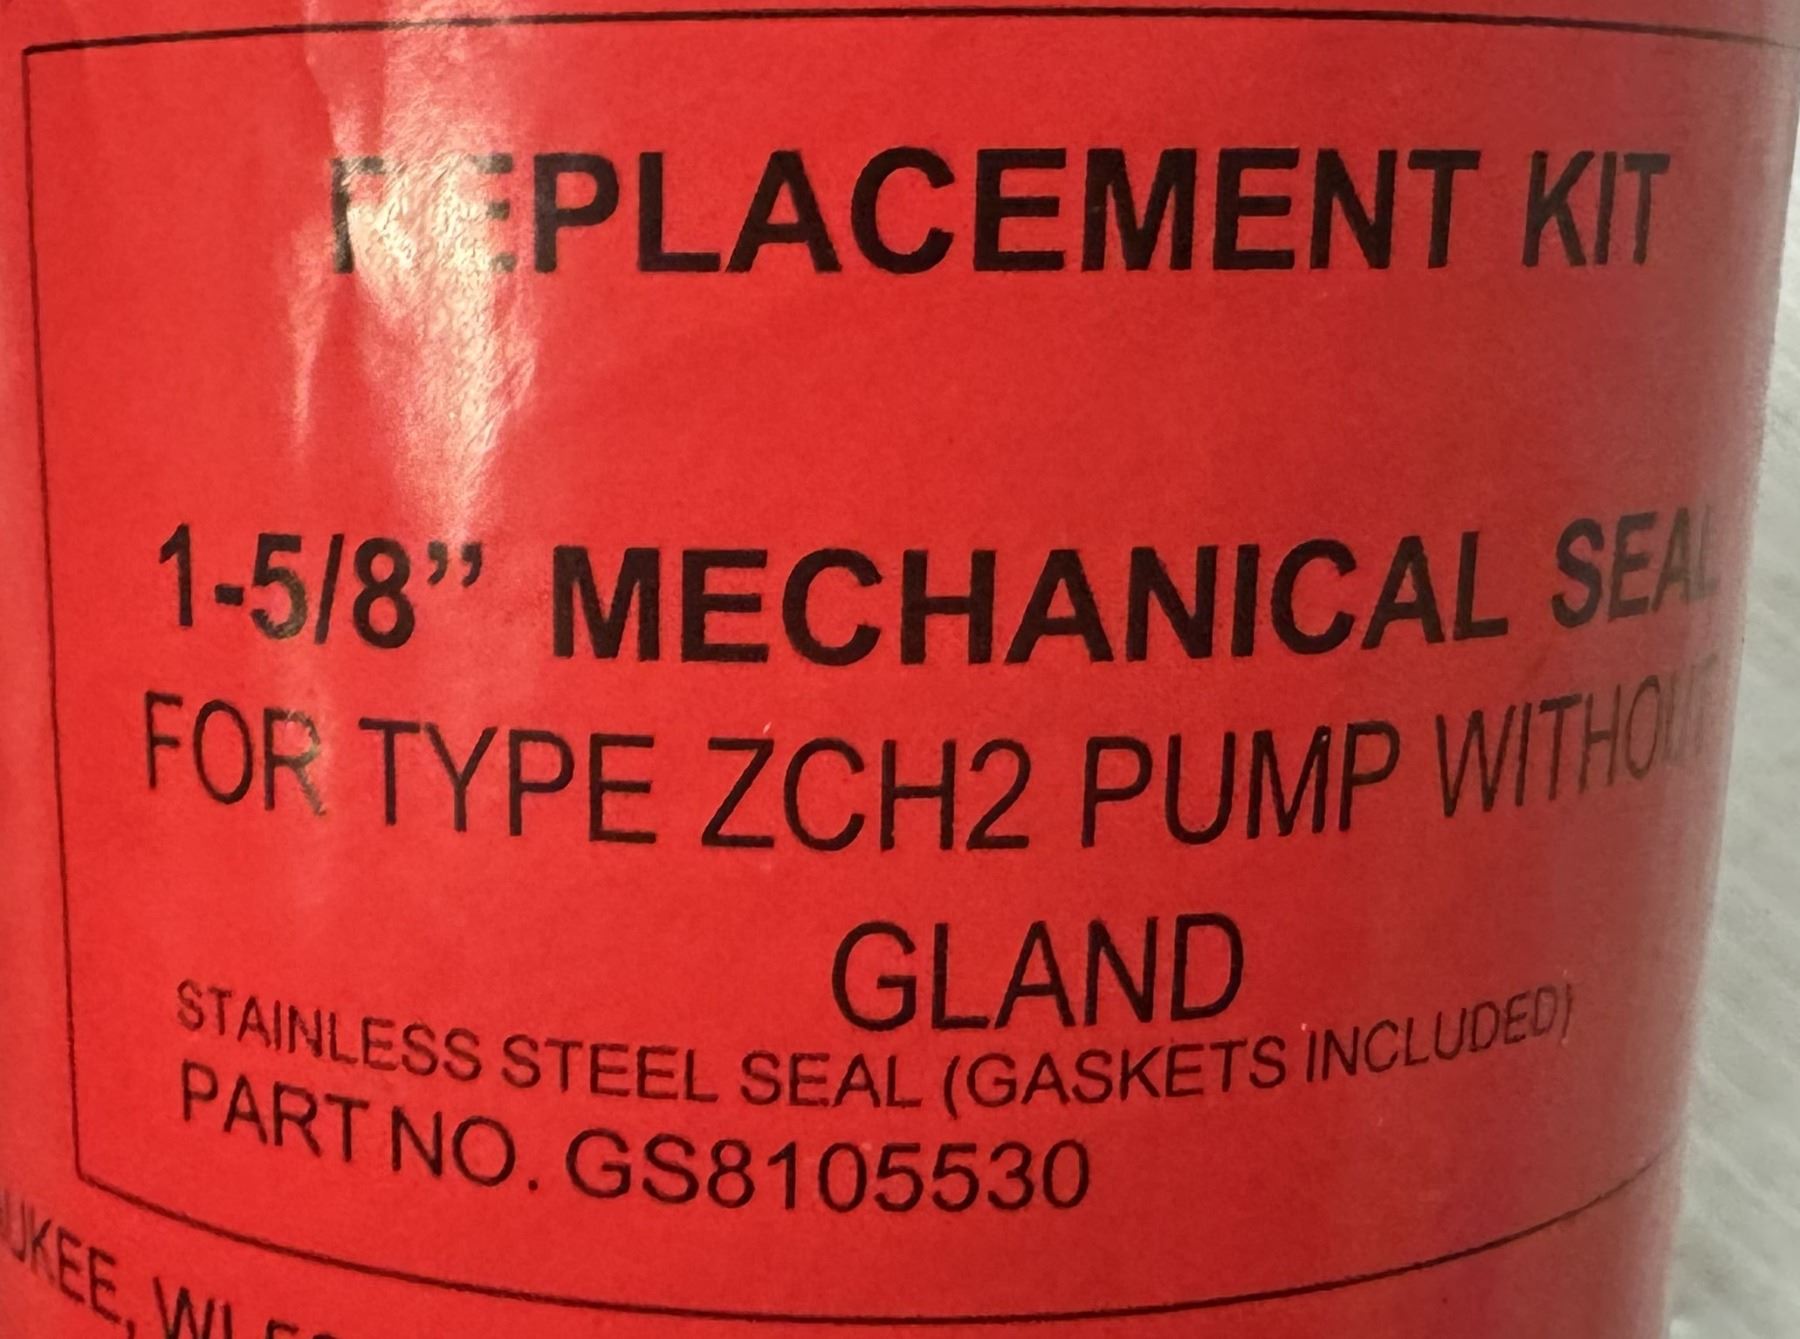 REPLACEMENT KIT
1-5/8” MECHANICAL SEAL
FOR TYPE ZCH2 PUMP WITHOUT
GLAND
STAINLESS STEEL SEAL (GASKETS INCLUDED)
PART NO. GS8105530
WI